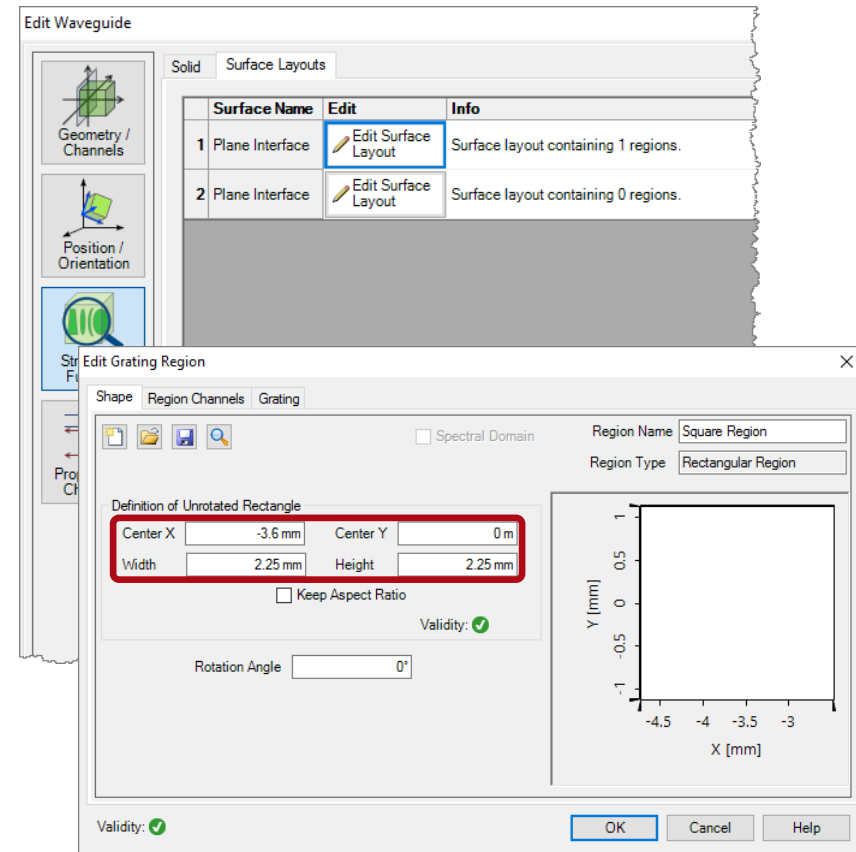 Edit Waveguide
Solid Surface Layouts
Surface Name Edit Info
1 Plane Interface Edit Surface Layout Surface layout containing 1 regions.
2 Plane Interface Edit Surface Layout Surface layout containing 0 regions.
Geometry /
Channels
Position /
Orientation
Edit Grating Region
Shape Region Channels Grating
Spectral Domain
Region Name Square Region
Region Type Rectangular Region
Definition of Unrotated Rectangle
Center X -3.6 mm Center Y 0 m
Width 2.25 mm Height 2.25 mm
Keep Aspect Ratio
Validity:
Rotation Angle 0°
Y [mm]
1
0.5
0
-0.5
-1
-4.5 -4 -3.5 -3
X [mm]
Validity:
OK Cancel Help